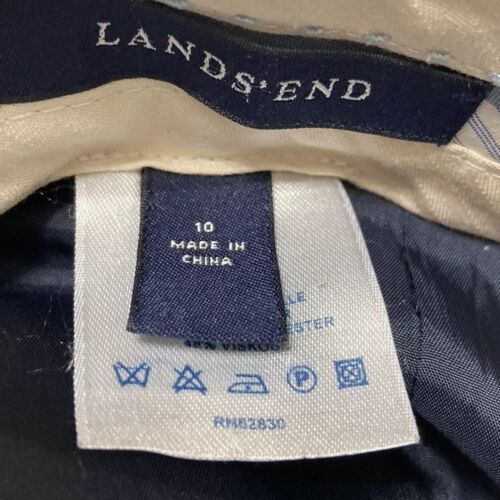 LANDS' END
10
MADE IN
CHINA
RN62830